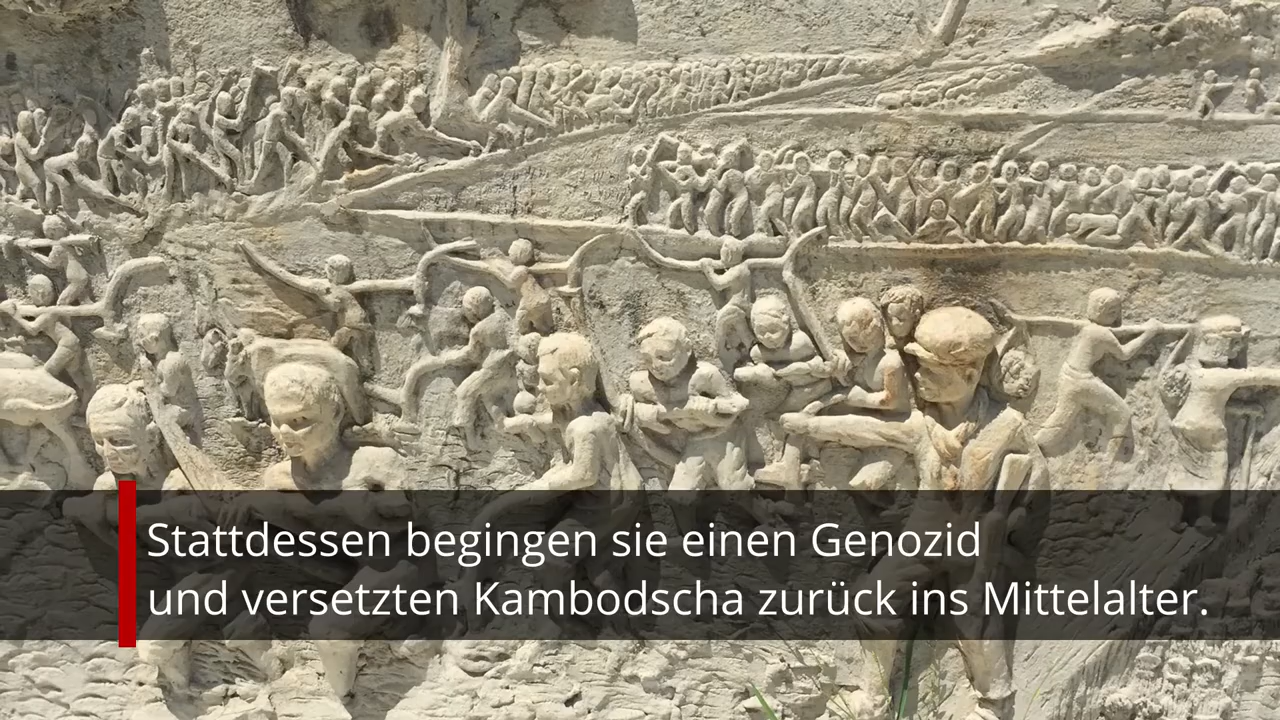 Stattdessen begingen sie einen Genozid
und versetzten Kambodscha zurück ins Mittelalter.